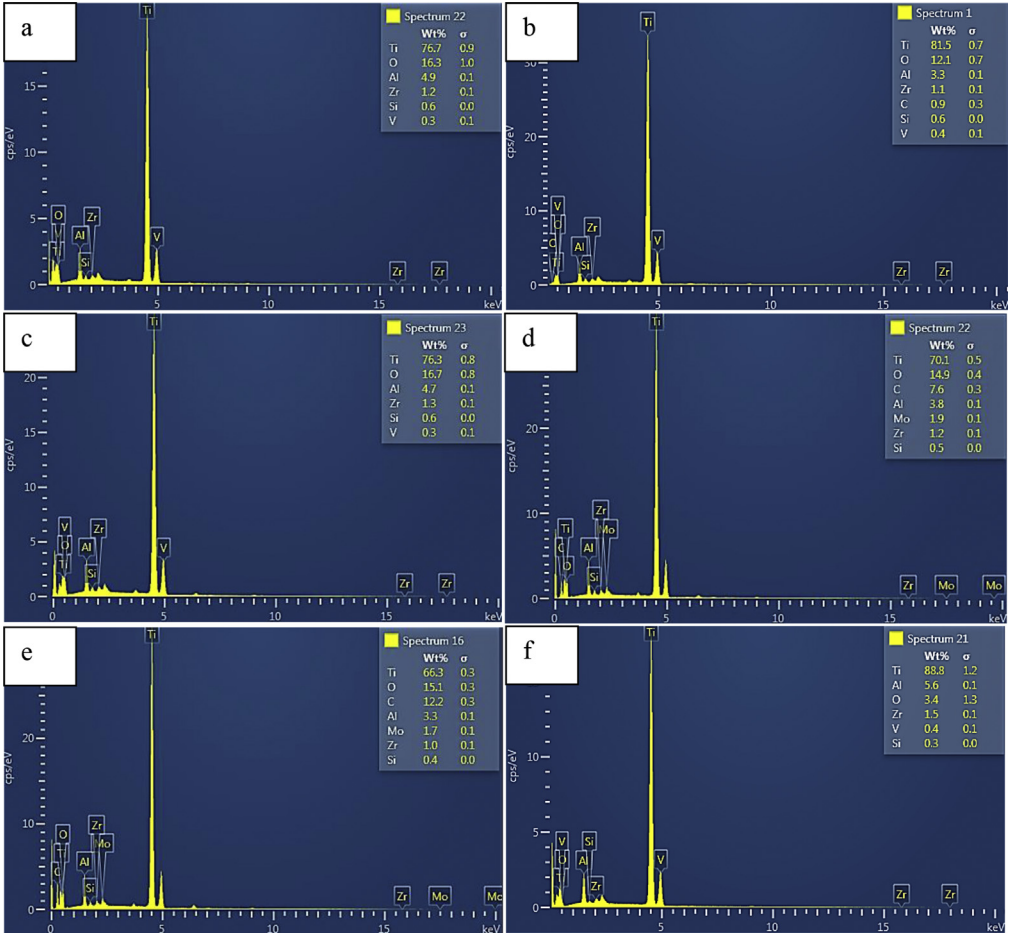 a
Spectrum 22
Wt% σ
Ti 76.7 0.9
O 16.3 1.0
Al 4.9 0.1
Zr 1.2 0.1
Si 0.6 0.0
V 0.3 0.1
Ti
cps/eV
15
10
5
0
O
Al
Si
Zr
V
Zr
Zr
5
10
15
keV
b
Spectrum 1
Wt% σ
Ti 81.5 0.7
O 12.1 0.7
Al 3.3 0.1
Zr 1.1 0.1
C 0.9 0.3
Si 0.6 0.0
V 0.4 0.1
Ti
cps/eV
30
20
10
0
V
Al
Si
Zr
V
Zr
Zr
5
10
15
keV
c
Spectrum 23
Wt% σ
Ti 76.3 0.8
O 16.7 0.8
Al 4.7 0.1
Zr 1.3 0.1
Si 0.6 0.0
V 0.3 0.1
Ti
cps/eV
20
15
10
5
0
V
O
Al
Si
Zr
V
Zr
Zr
0
5
10
15
keV
d
Spectrum 22
Wt% σ
Ti 70.1 0.5
O 14.9 0.4
C 7.6 0.3
Al 3.8 0.1
Mo 1.9 0.1
Zr 1.2 0.1
Si 0.5 0.0
Ti
cps/eV
20
10
0
C
Ti
O
Al
Si
Zr
Mo
Zr
Mo
Mo
0
5
10
15
keV
e
Spectrum 16
Wt% σ
Ti 66.3 0.3
O 15.1 0.3
C 12.2 0.3
Al 3.3 0.1
Mo 1.7 0.1
Zr 1.0 0.1
Si 0.4 0.0
Ti
cps/eV
20
10
0
C
O
Al
Si
Zr
Mo
Zr
Mo
Mo
0
5
10
15
keV
f
Spectrum 21
Wt% σ
Ti 88.8 1.2
Al 5.6 0.1
O 3.4 1.3
Zr 1.5 0.1
V 0.4 0.1
Si 0.3 0.0
Ti
cps/eV
10
5
0
V
O
Al
Si
Zr
V
Zr
Zr
5
10
15
keV